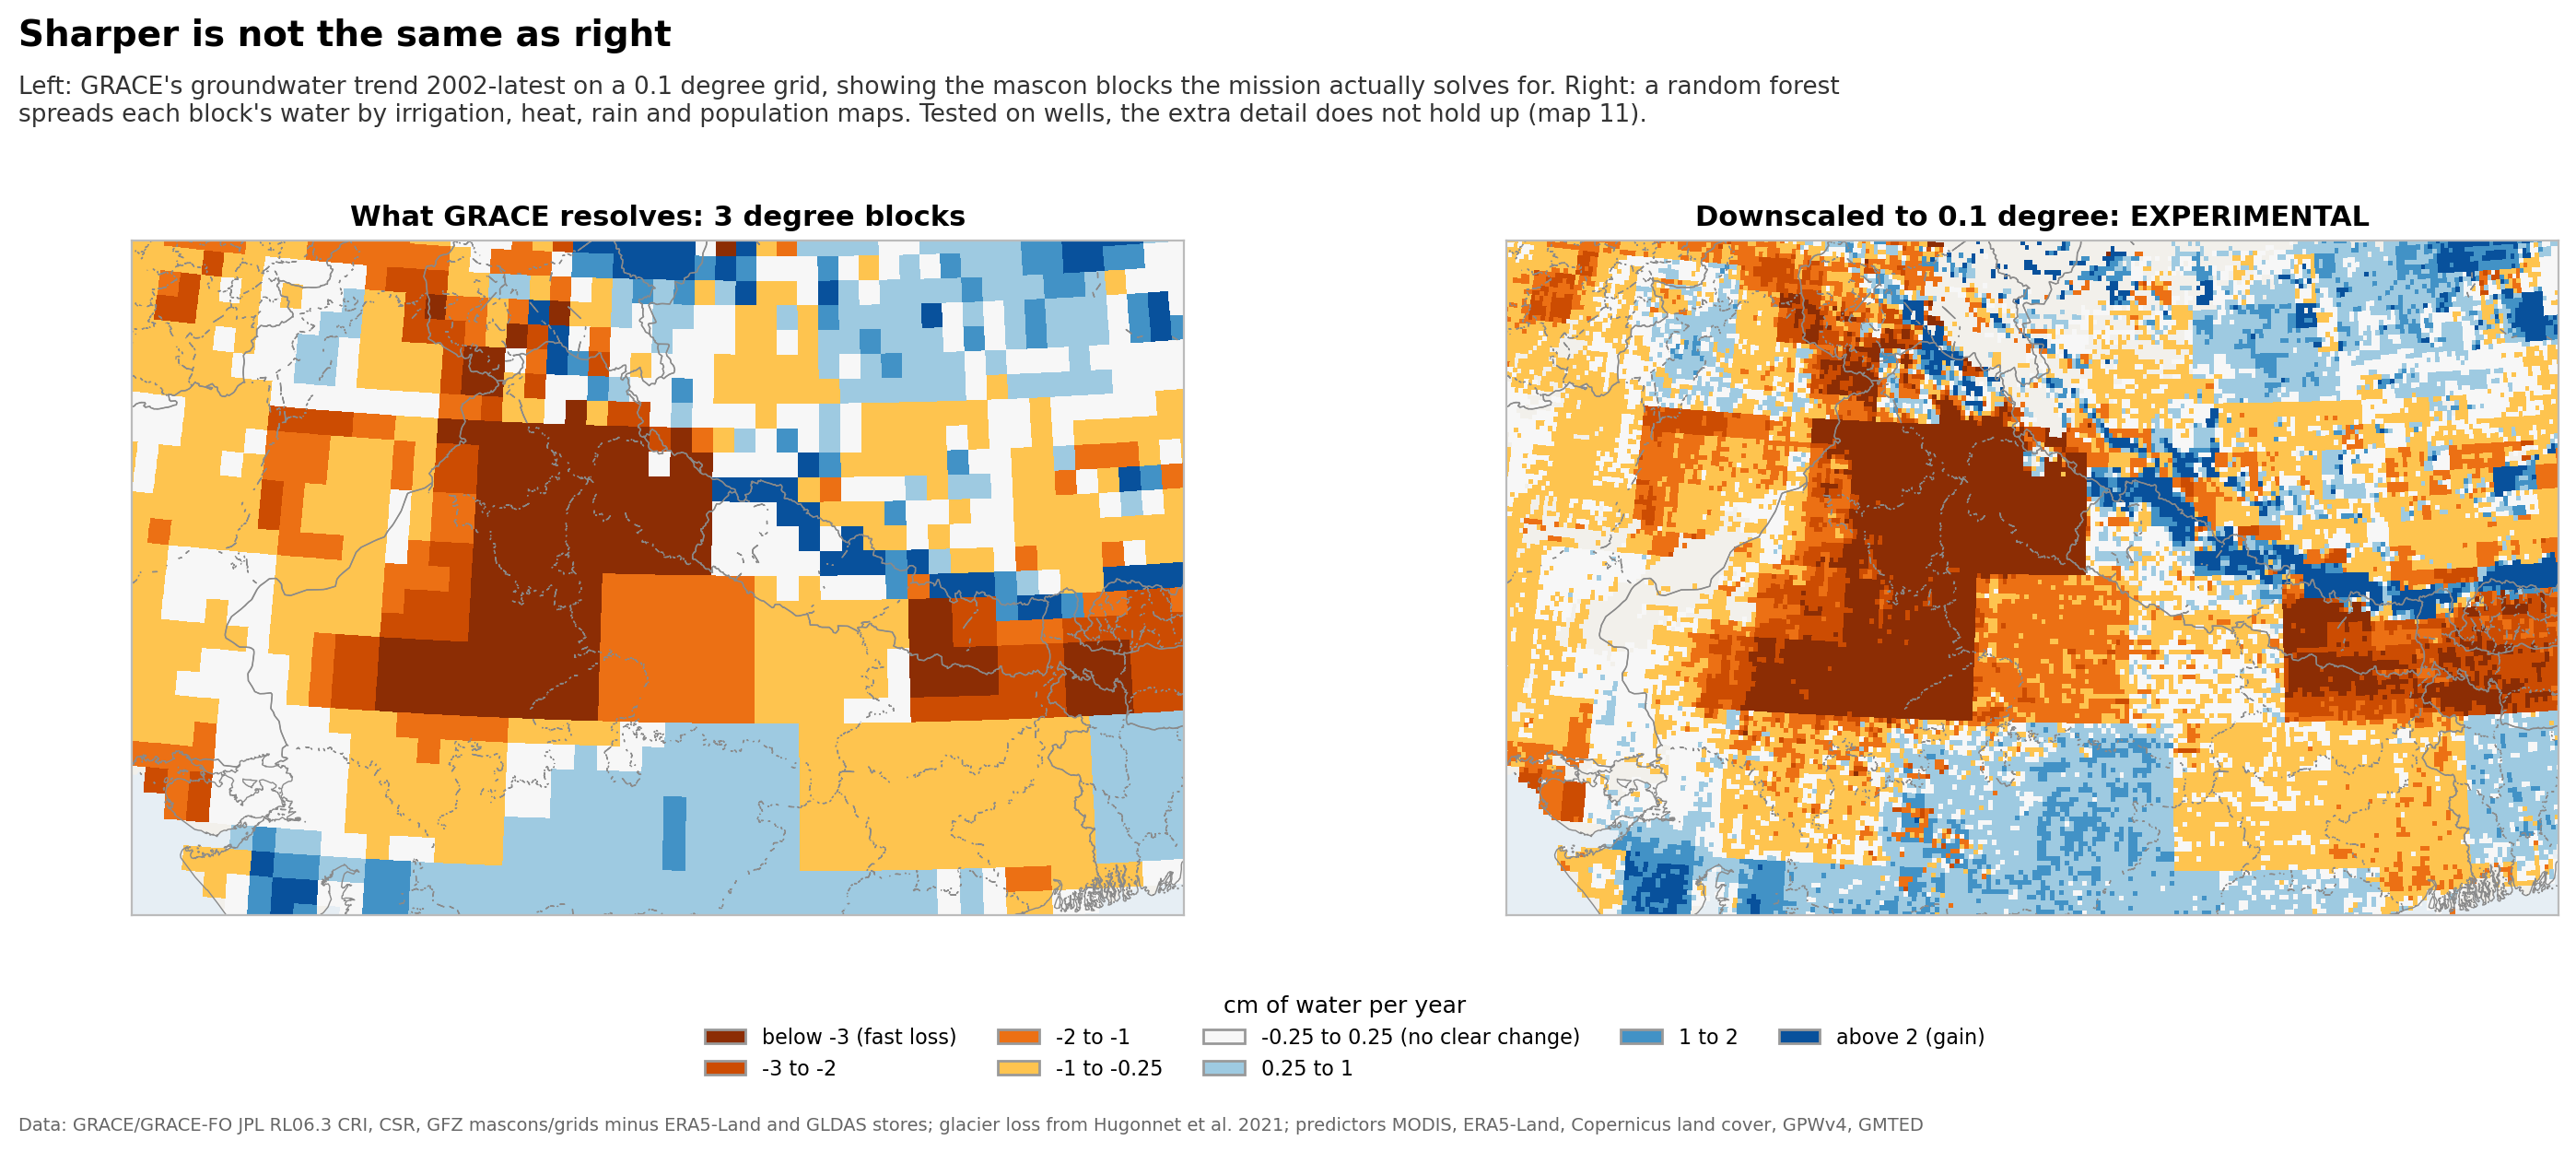 Sharper is not the same as right
Left: GRACE's groundwater trend 2002-latest on a 0.1 degree grid, showing the mascon blocks the mission actually solves for. Right: a random forest
spreads each block's water by irrigation, heat, rain and population maps. Tested on wells, the extra detail does not hold up (map 11).
What GRACE resolves: 3 degree blocks
Downscaled to 0.1 degree: EXPERIMENTAL
cm of water per year
below -3 (fast loss)
-3 to -2
-2 to -1
-1 to -0.25
-0.25 to 0.25 (no clear change)
0.25 to 1
1 to 2
above 2 (gain)
Data: GRACE/GRACE-FO JPL RL06.3 CRI, CSR, GFZ mascons/grids minus ERA5-Land and GLDAS stores; glacier loss from Hugonnet et al. 2021; predictors MODIS, ERA5-Land, Copernicus land cover, GPWv4, GMTED